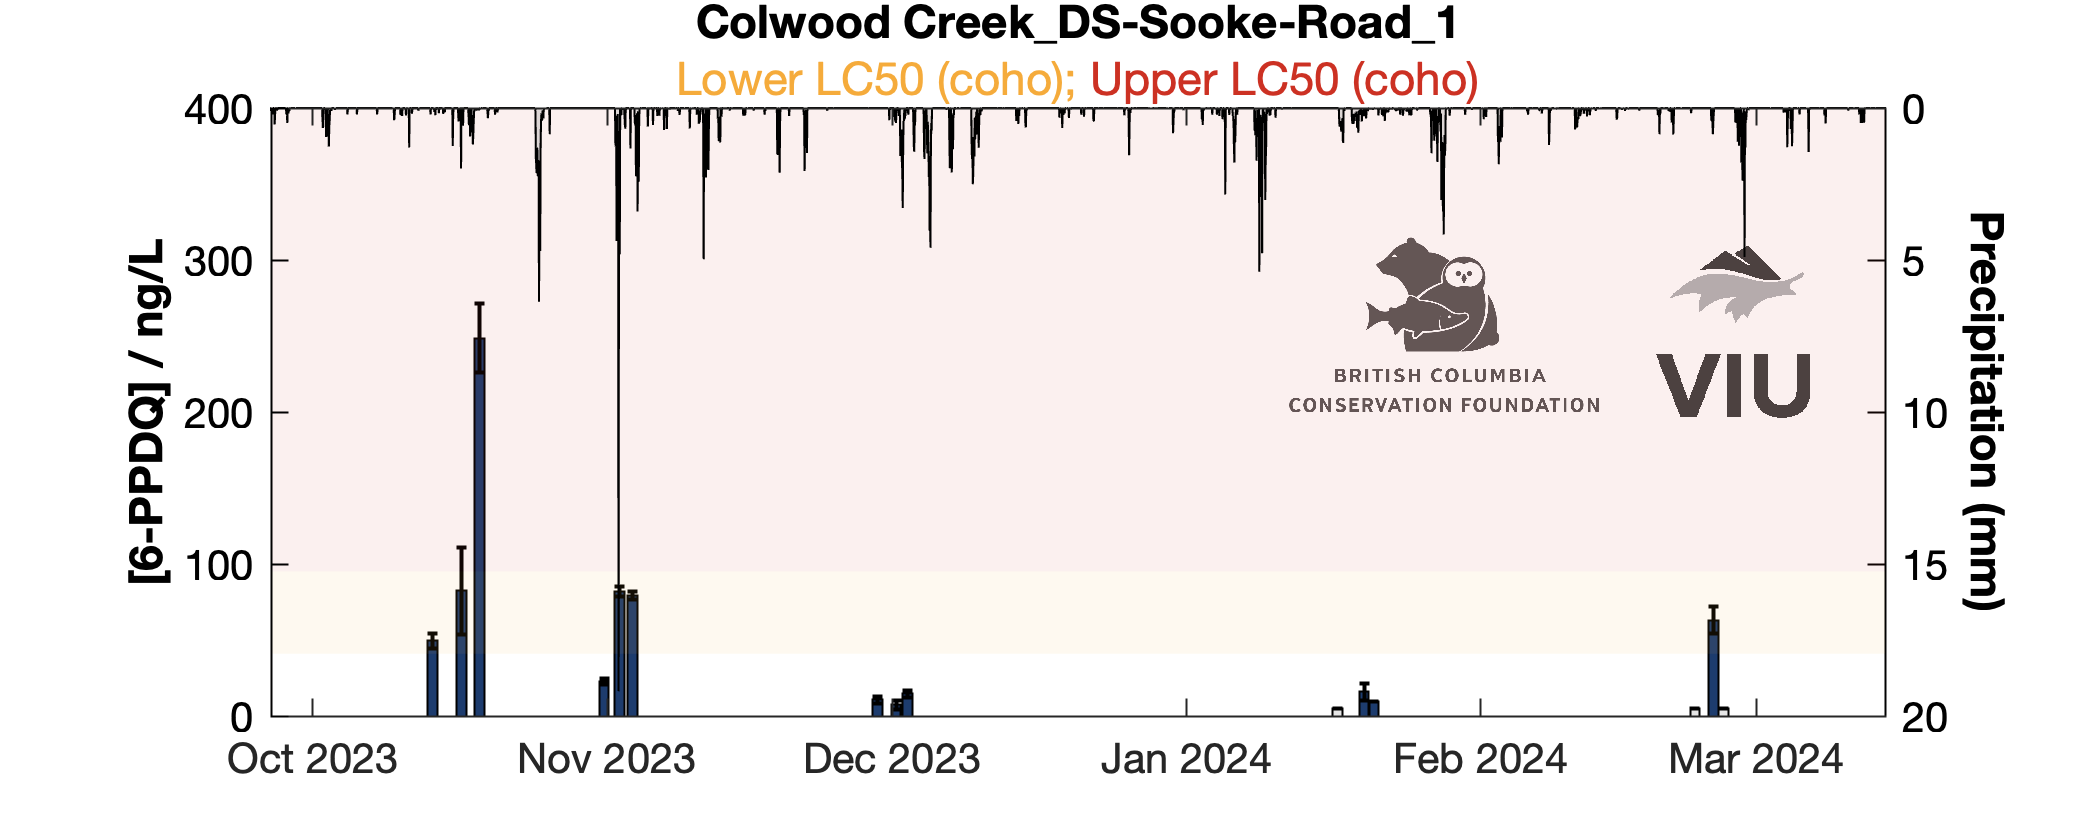 Colwood Creek_DS-Sooke-Road_1
Lower LC50 (coho); Upper LC50 (coho)
[6-PPDQ] / ng/L
400
300
200
100
0
Precipitation (mm)
0
5
10
15
20
BRITISH COLUMBIA
CONSERVATION FOUNDATION
VIU
Oct 2023 Nov 2023 Dec 2023 Jan 2024 Feb 2024 Mar 2024